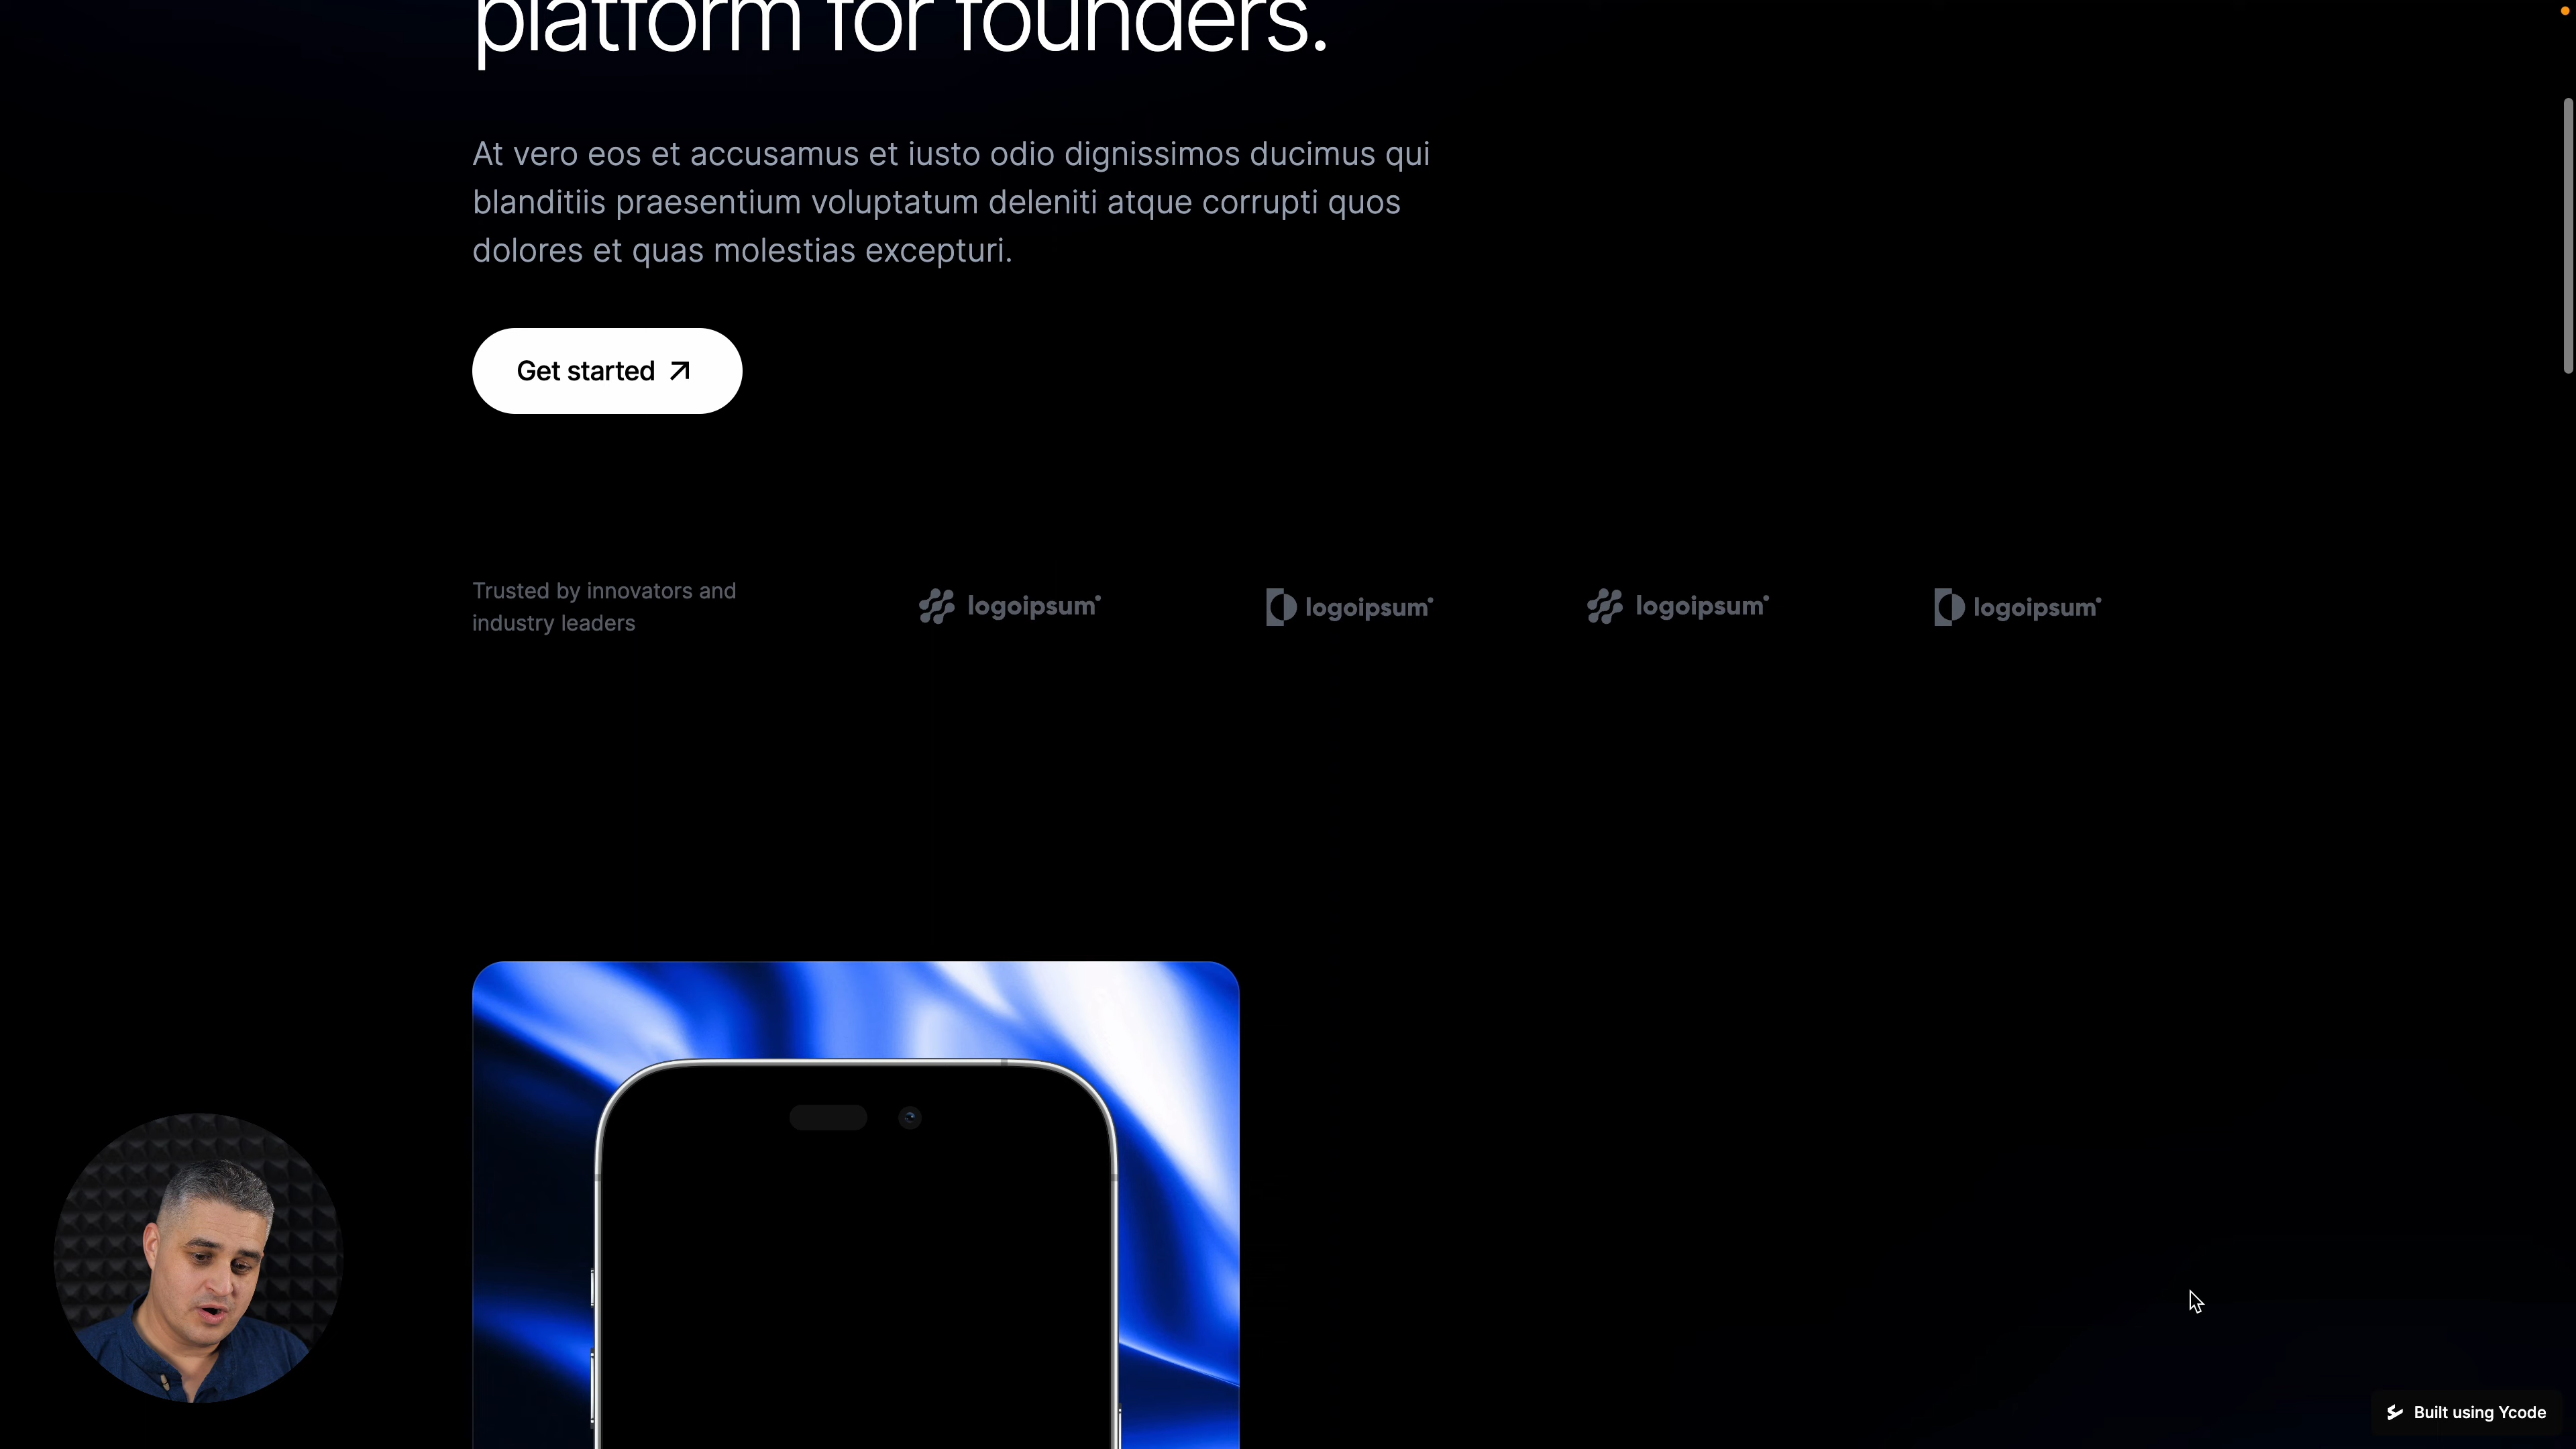 platform for founders.
At vero eos et accusamus et iusto odio dignissimos ducimus qui
blanditiis praesentium voluptatum deleniti atque corrupti quos
dolores et quas molestias excepturi.
Get started
Trusted by innovators and
industry leaders
logoipsum
logoipsum
logoipsum
logoipsum
Built using Ycode